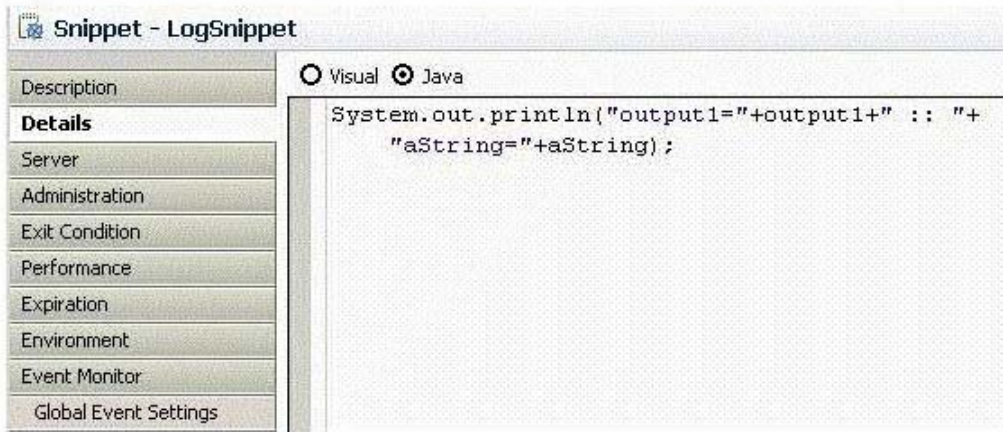 Snippet - LogSnippet
Description
Details
Server
Administration
Exit Condition
Performance
Expiration
Environment
Event Monitor
Global Event Settings
Visual Java
System.out.println("output1="+output1+" :: "+
"aString="+aString);